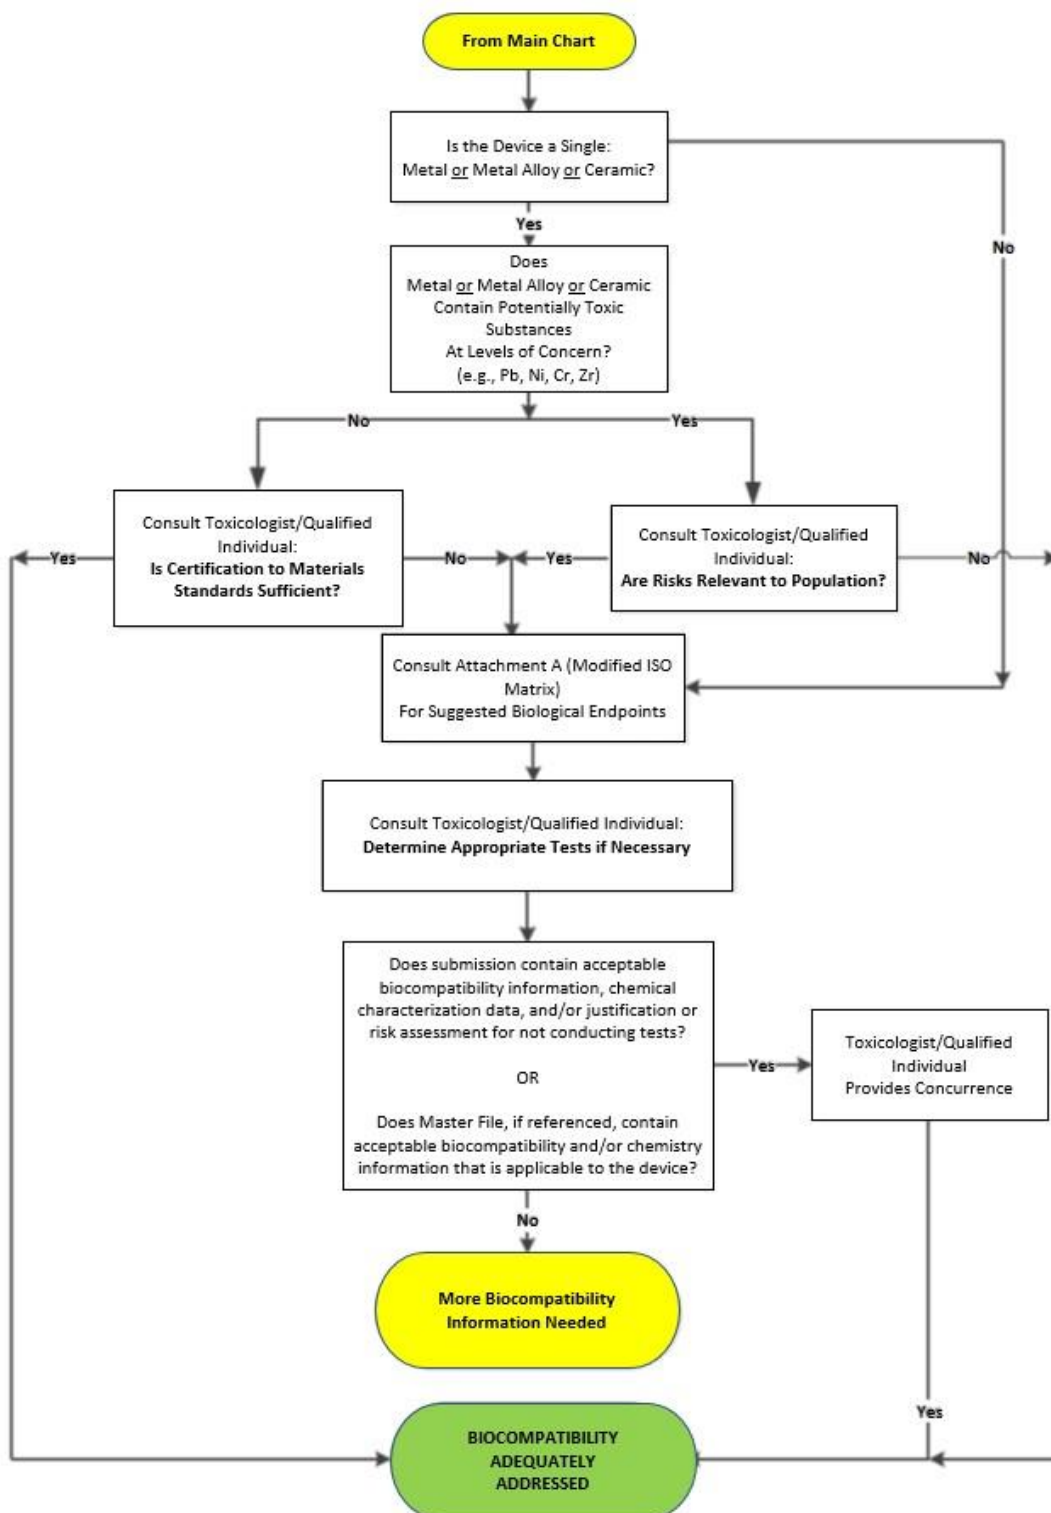 From Main Chart
Is the Device a Single:
Metal or Metal Alloy or Ceramic?
No
Yes
Does
Metal or Metal Alloy or Ceramic
Contain Potentially Toxic
Substances
At Levels of Concern?
(e.g., Pb, Ni, Cr, Zr)
No
Yes
Consult Toxicologist/Qualified
Individual:
Is Certification to Materials
Standards Sufficient?
Yes
No
Consult Toxicologist/Qualified
Individual:
Are Risks Relevant to Population?
Yes
No
Consult Attachment A (Modified ISO
Matrix)
For Suggested Biological Endpoints
Consult Toxicologist/Qualified Individual:
Determine Appropriate Tests if Necessary
Does submission contain acceptable
biocompatibility information, chemical
characterization data, and/or justification or
risk assessment for not conducting tests?
OR
Does Master File, if referenced, contain
acceptable biocompatibility and/or chemistry
information that is applicable to the device?
Yes
Toxicologist/Qualified
Individual
Provides Concurrence
No
More Biocompatibility
Information Needed
Yes
BIOCOMPATIBILITY
ADEQUATELY
ADDRESSED